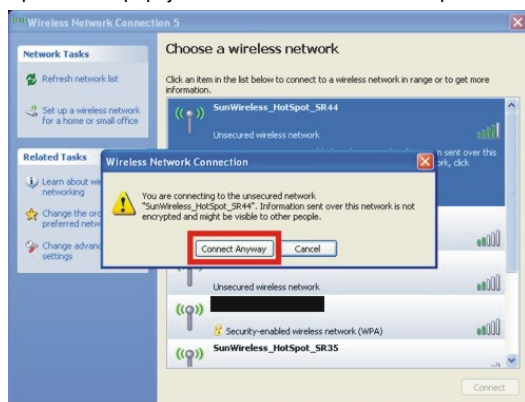 Wireless Network Connection 5
Network Tasks
Refresh network list
Set up a wireless network
for a home or small office
Related Tasks
Learn about
networking
Change the
preferred
Change
settings
Choose a wireless network
Click an item in the list below to connect to a wireless network in range or to get more
information.
SunWireless_HotSpot_SR44
Unsecured wireless network
sent over this
click
Wireless Network Connection
You are connecting to the unsecured network
"SunWireless_HotSpot_SR44". Information sent over this network is not
encrypted and might be visible to other people.
Connect Anyway
Cancel
Unsecured wireless network
Security-enabled wireless network (WPA)
SunWireless_HotSpot_SR35
Connect